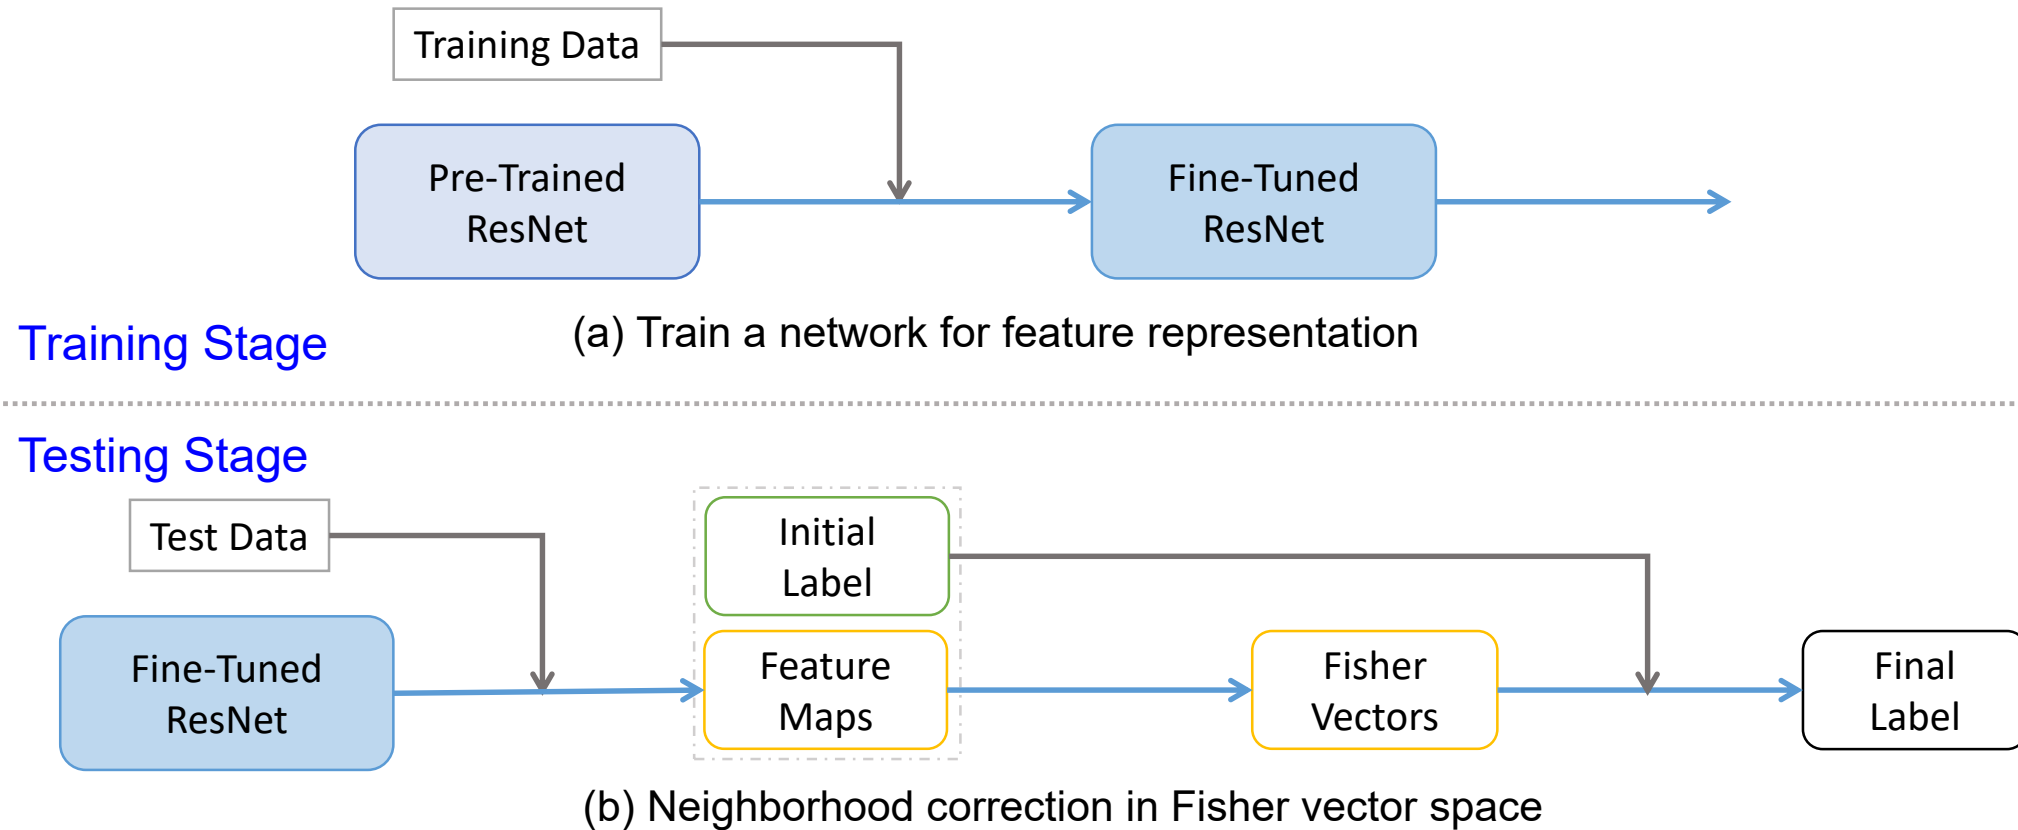 Training Data
Pre-Trained
ResNet
Fine-Tuned
ResNet
(a) Train a network for feature representation
Training Stage
Testing Stage
Test Data
Initial
Label
Fine-Tuned
ResNet
Feature
Maps
Fisher
Vectors
Final
Label
(b) Neighborhood correction in Fisher vector space